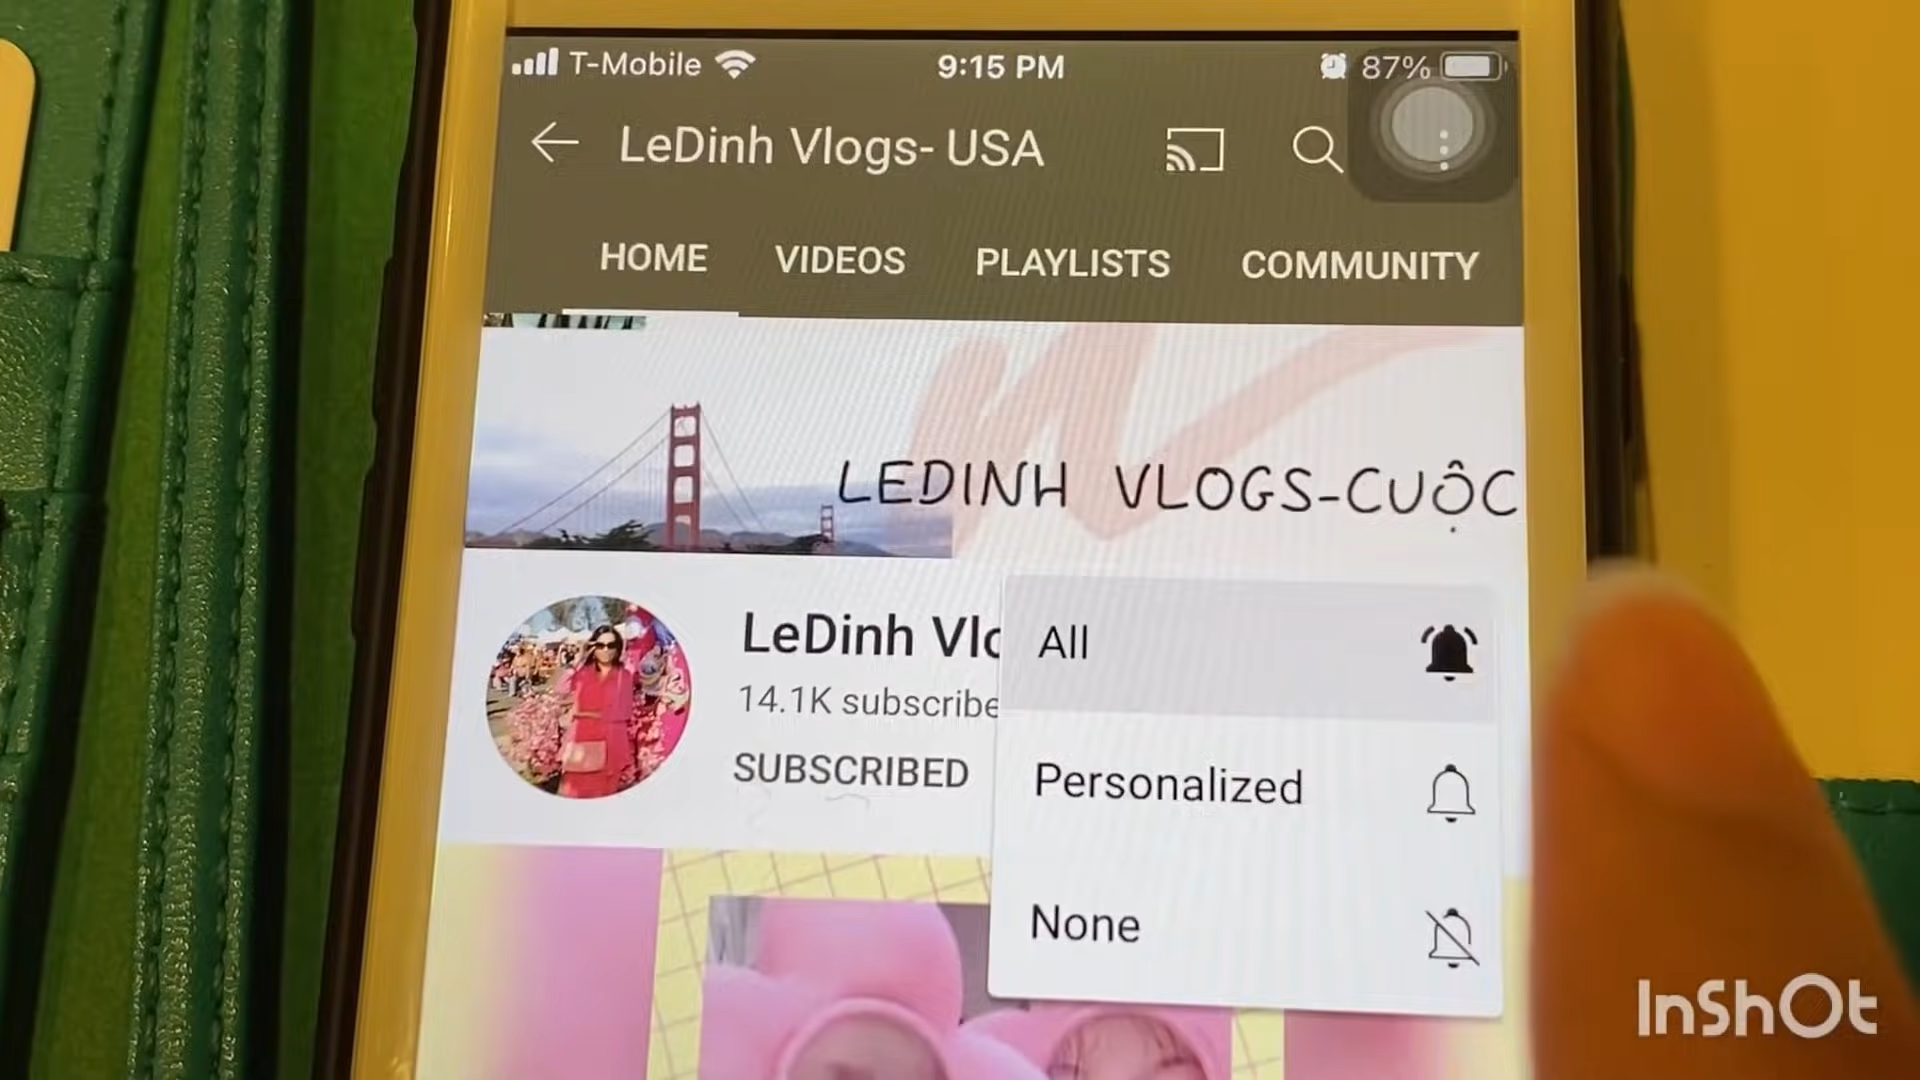 T-Mobile 9:15 PM 87%
LeDinh Vlogs- USA
HOME VIDEOS PLAYLISTS COMMUNITY
LEDINH VLOGS-CUỘC
LeDinh Vlo
14.1K subscribe
SUBSCRIBED
All
Personalized
None
InShOt